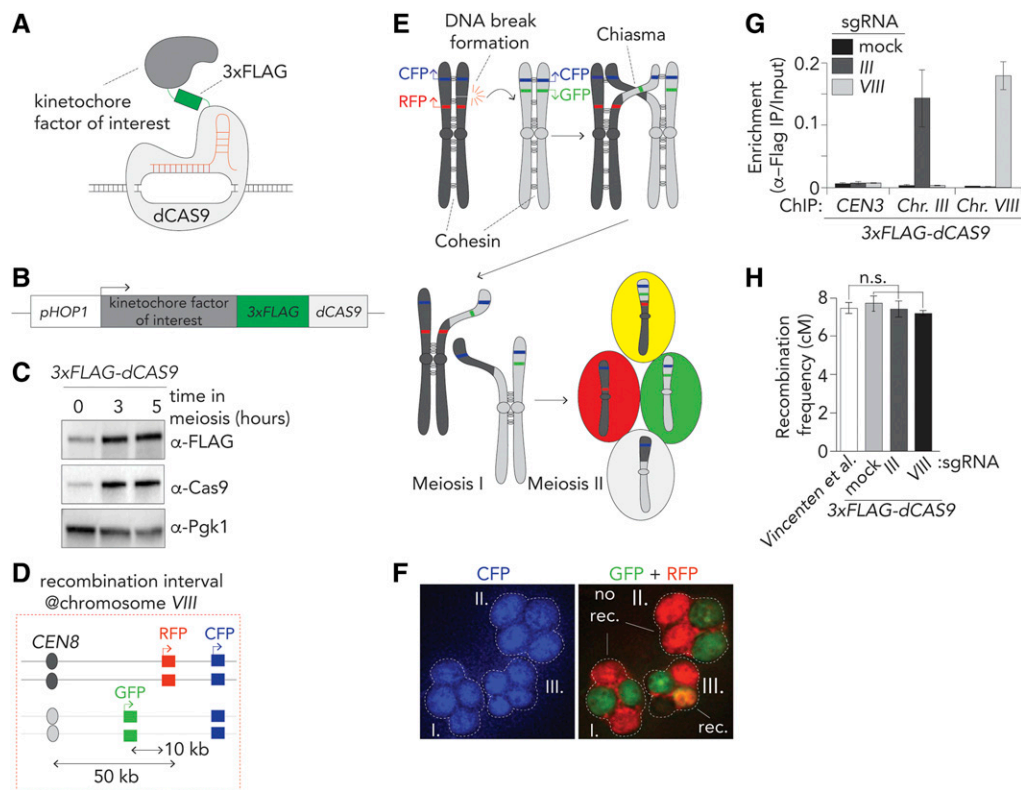 A
3xFLAG
kinetochore
factor of interest
dCAS9
B
pHOP1
kinetochore factor
of interest
3xFLAG
dCAS9
C
3xFLAG-dCAS9
0 3 5
time in
meiosis (hours)
α-FLAG
α-Cas9
α-Pgk1
D
recombination interval
@chromosome VIII
CEN8
RFP
CFP
GFP
10 kb
50 kb
E
DNA break
formation
Chiasma
CFP
RFP
CFP
GFP
Cohesin
Meiosis I
Meiosis II
F
CFP
GFP + RFP
II.
III.
I.
no
rec.
II.
III.
I.
rec.
G
sgRNA
mock
III
VIII
Enrichment
(α–Flag IP/Input)
0.2
0.1
0
ChIP: CEN3 Chr. III Chr. VIII
3xFLAG-dCAS9
H
n.s.
Recombination
frequency (cM)
8
6
4
2
0
Vincenten et al.
mock
III
VIII
:sgRNA
3xFLAG-dCAS9